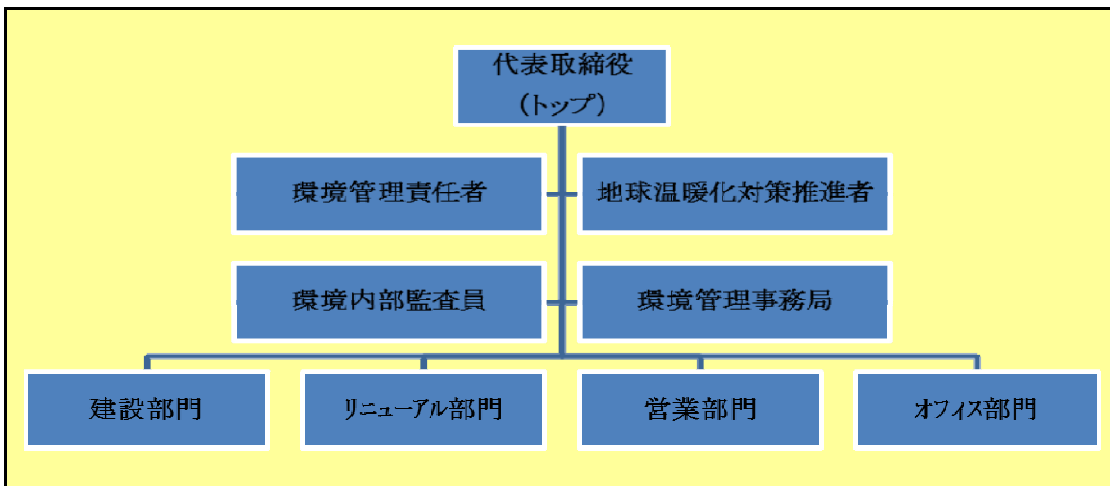 代表取締役
(トップ)
環境管理責任者
地球温暖化対策推進者
環境内部監査員
環境管理事務局
建設部門
リニューアル部門
営業部門
オフィス部門